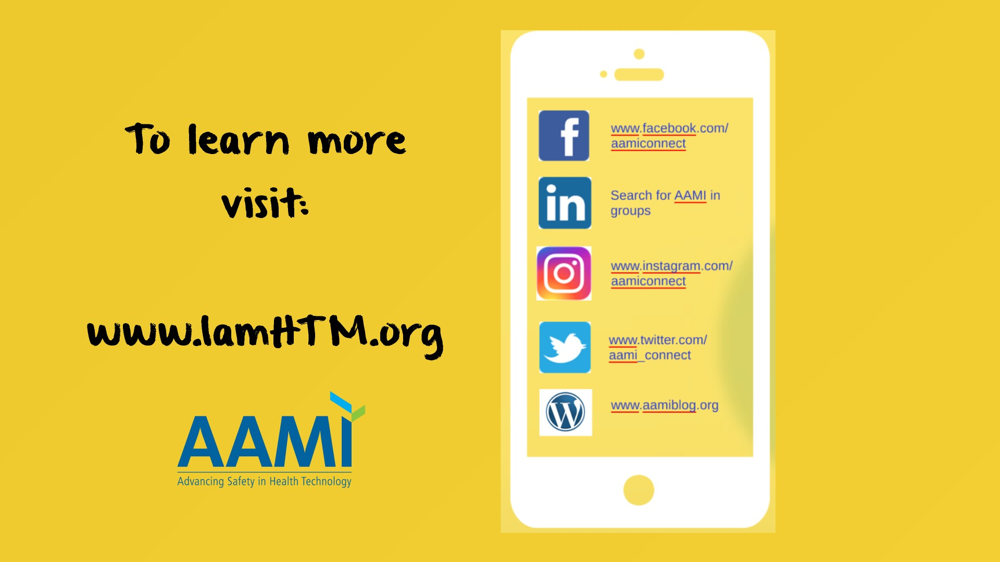 To learn more
visit:
www.IamHTM.org
AAMI
Advancing Safety in Health Technology
f
www.facebook.com/
aamiconnect
in
Search for AAMI in
groups
www.instagram.com/
aamiconnect
www.twitter.com/
aami_connect
W
www.aamiblog.org